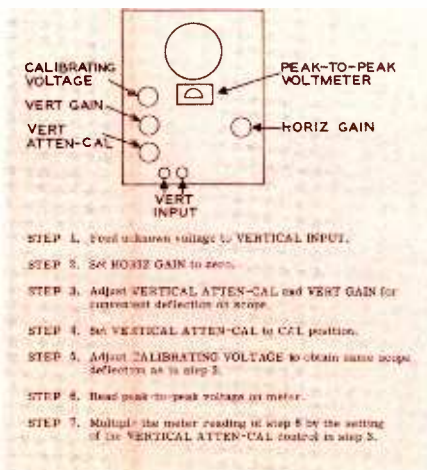 CALIBRATING
VOLTAGE
PEAK-TO-PEAK
VOLTMETER
VERT GAIN
VERT
ATTEN-CAL
HORIZ GAIN
VERT
INPUT
STEP 1. Feed unknown voltage to VERTICAL INPUT.
STEP 2. Set HORIZ GAIN to zero.
STEP 3. Adjust VERTICAL ATTEN-CAL and VERT GAIN for
convenient deflection on scope.
STEP 4. Set VERTICAL ATTEN-CAL to CAL position.
STEP 5. Adjust CALIBRATING VOLTAGE to obtain same scope
deflection as in step 3.
STEP 6. Read peak-to-peak voltage on meter.
STEP 7. Multiply the meter reading of step 6 by the setting
of the VERTICAL ATTEN-CAL control in step 3.